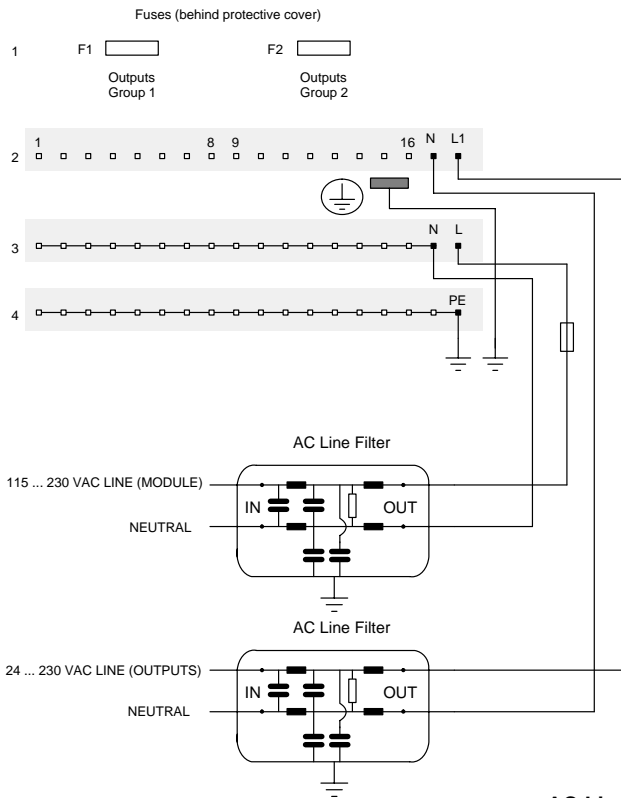 Fuses (behind protective cover)
1 F1 F2
Outputs Outputs
Group 1 Group 2
1 8 9 16 N L1
2
N L
3
PE
4
AC Line Filter
115 ... 230 VAC LINE (MODULE)
IN OUT
NEUTRAL
AC Line Filter
24 ... 230 VAC LINE (OUTPUTS)
IN OUT
NEUTRAL